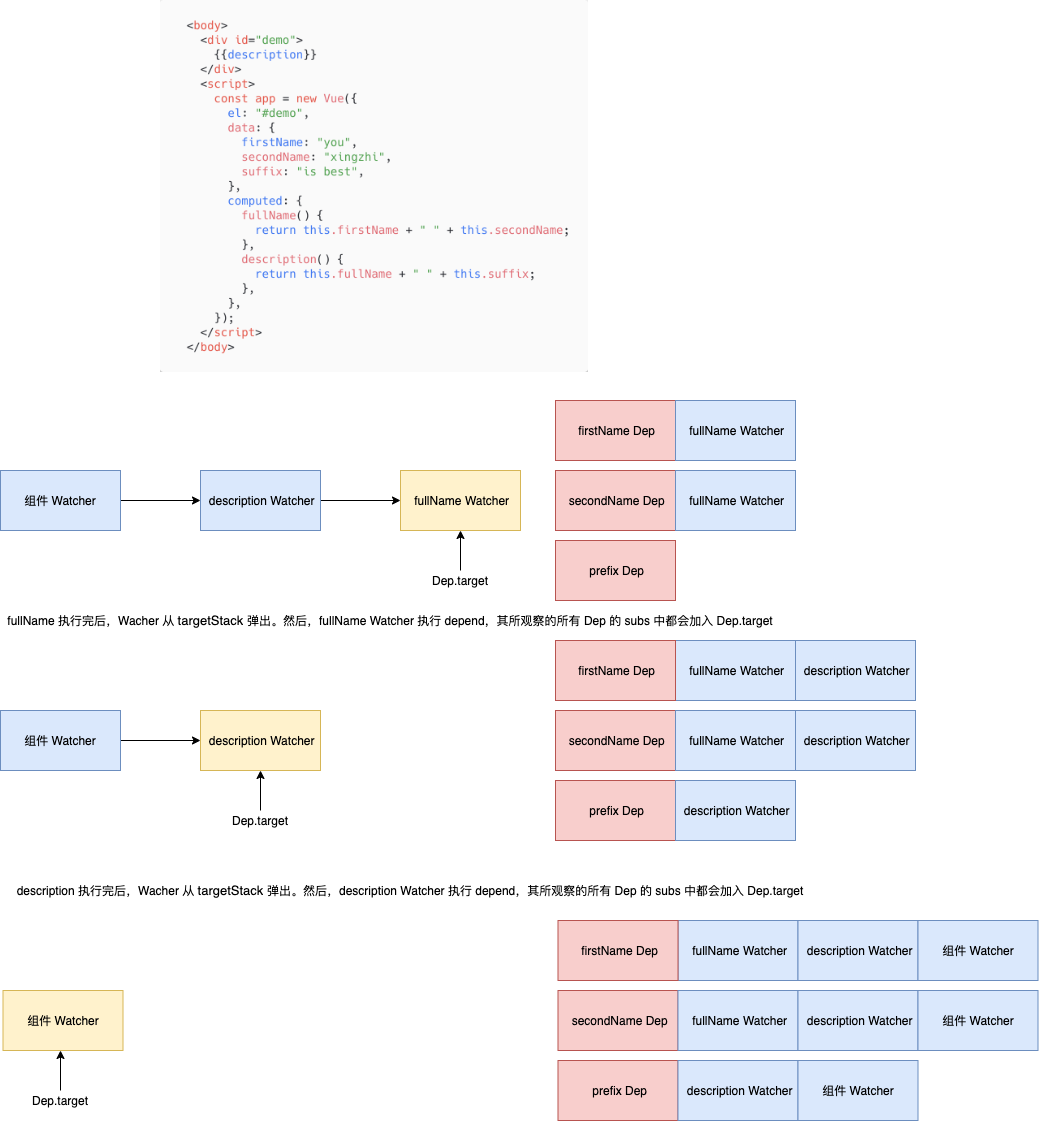 <body>
<div id="demo">
{{description}}
</div>
<script>
const app = new Vue({
el: "#demo",
data: {
firstName: "you",
secondName: "xingzhi",
suffix: "is best",
},
computed: {
fullName() {
return this.firstName + " " + this.secondName;
},
description() {
return this.fullName + " " + this.suffix;
},
},
});
</script>
</body>
firstName Dep
fullName Watcher
组件 Watcher
description Watcher
fullName Watcher
secondName Dep
fullName Watcher
Dep.target
prefix Dep
fullName 执行完后，Wacher 从 targetStack 弹出。然后，fullName Watcher 执行 depend，其所观察的所有 Dep 的 subs 中都会加入 Dep.target
firstName Dep
fullName Watcher
description Watcher
组件 Watcher
description Watcher
secondName Dep
fullName Watcher
description Watcher
Dep.target
prefix Dep
description Watcher
description 执行完后，Wacher 从 targetStack 弹出。然后，description Watcher 执行 depend，其所观察的所有 Dep 的 subs 中都会加入 Dep.target
firstName Dep
fullName Watcher
description Watcher
组件 Watcher
组件 Watcher
secondName Dep
fullName Watcher
description Watcher
组件 Watcher
Dep.target
prefix Dep
description Watcher
组件 Watcher